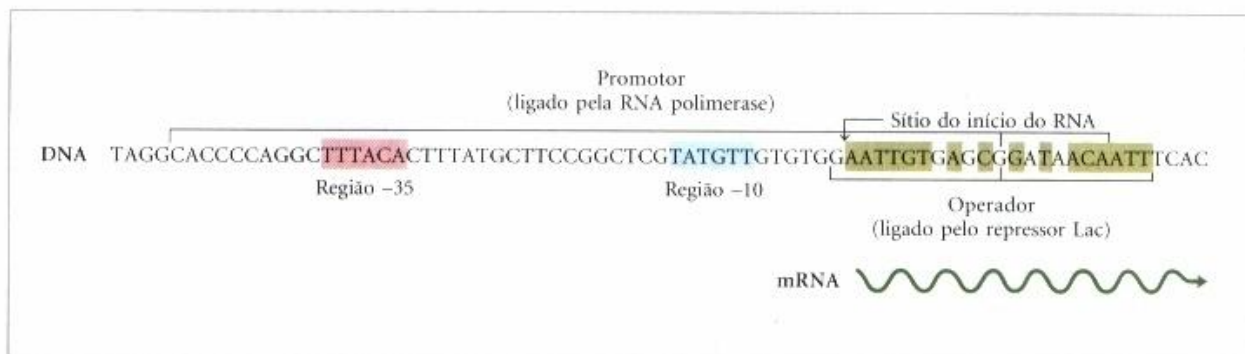 Promotor
(ligado pela RNA polimerase)
Sítio do início do RNA
DNA TAGGCACCCCAGGCTTTACACTTTATGCTTCCGGCTCGTATGTTGTGTGGAATTGTGAGCGGATAACAATTTCAC
Região –35
Região –10
Operador
(ligado pelo repressor Lac)
mRNA